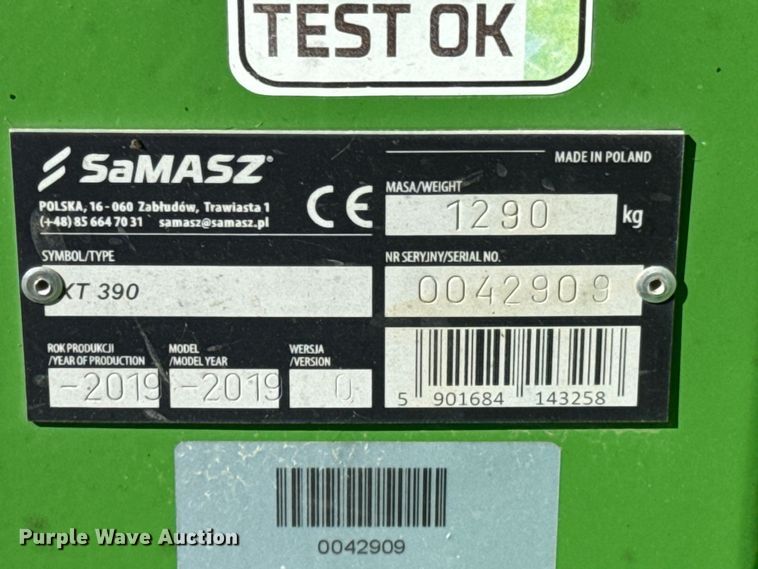 TEST OK
SaMASZ®
MADE IN POLAND
POLSKA, 16-060 Zabłudów, Trawiasta 1
(+48) 85 664 70 31 samasz@samasz.pl
CE
MASA/WEIGHT
1290 kg
SYMBOL/TYPE
XT 390
NR SERYJNY/SERIAL NO.
0042909
ROK PRODUKCJI
/YEAR OF PRODUCTION
-2019
MODEL
/MODEL YEAR
-2019
WERSJA
/VERSION
0
5 901684 143258
0042909
Purple Wave Auction